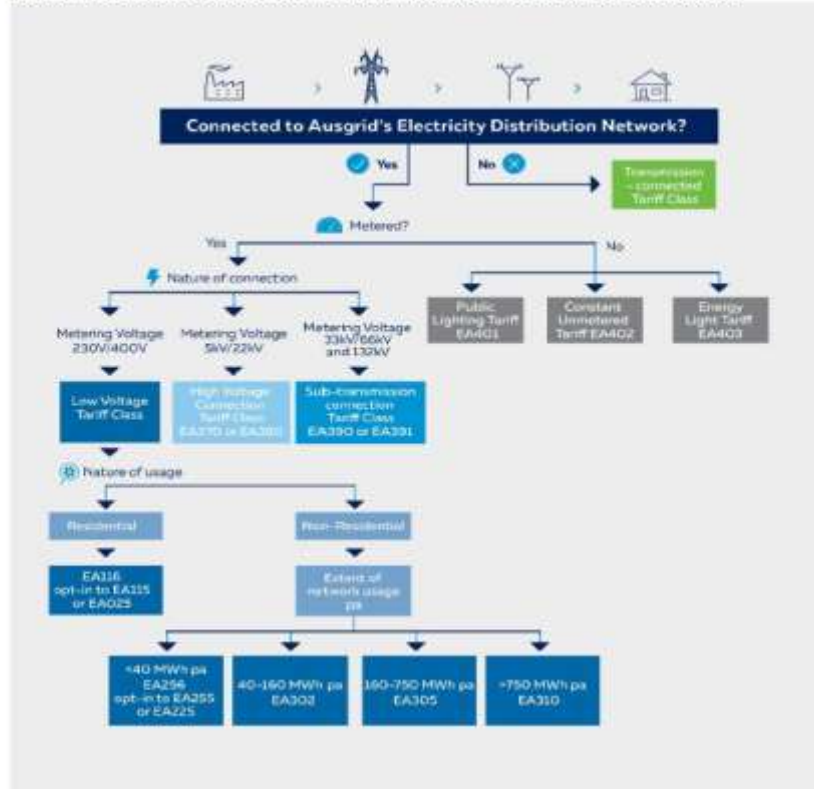 Connected to Ausgrid's Electricity Distribution Network?
Yes
No
Transmission
- connected
Tariff Class
Metered?
Yes
No
Nature of connection
Metering Voltage
230V/400V
Metering Voltage
5kV/22kV
Metering Voltage
33kV/66kV
and 132kV
Public
Lighting Tariff
EA401
Constant
Unmetered
Tariff EA402
Energy
Light Tariff
EA403
Low Voltage
Tariff Class
High Voltage
Connection
Tariff Class
EA370 or EA380
Sub-transmission
connection
Tariff Class
EA390 or EA391
Nature of usage
Residential
Non-Residential
EA116
opt-in to EA115
or EA025
Extent of
network usage
pa
<40 MWh pa
EA256
opt-in to EA255
or EA225
40-160 MWh pa
EA302
160-750 MWh pa
EA305
>750 MWh pa
EA310